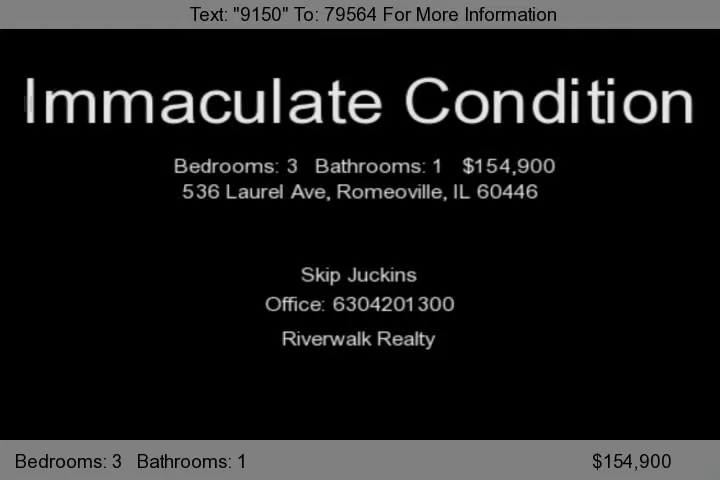 Text: "9150" To: 79564 For More Information
Immaculate Condition
Bedrooms: 3 Bathrooms: 1 $154,900
536 Laurel Ave, Romeoville, IL 60446
Skip Juckins
Office: 6304201300
Riverwalk Realty
Bedrooms: 3 Bathrooms: 1 $154,900